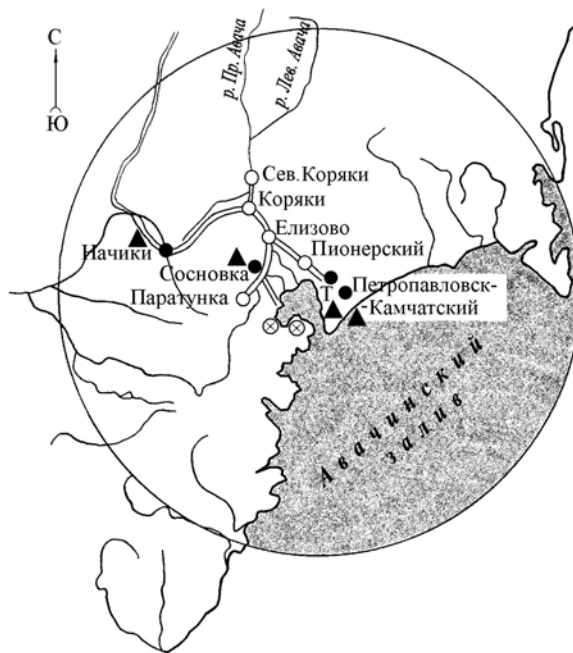 С
Ю
р. Пр. Авача
р. Лев. Авача
Сев. Коряки
Коряки
Елизово
Пионерский
Начики
Сосновка
Паратунка
Т
Петропавловск-
-Камчатский
Авачинский
залив